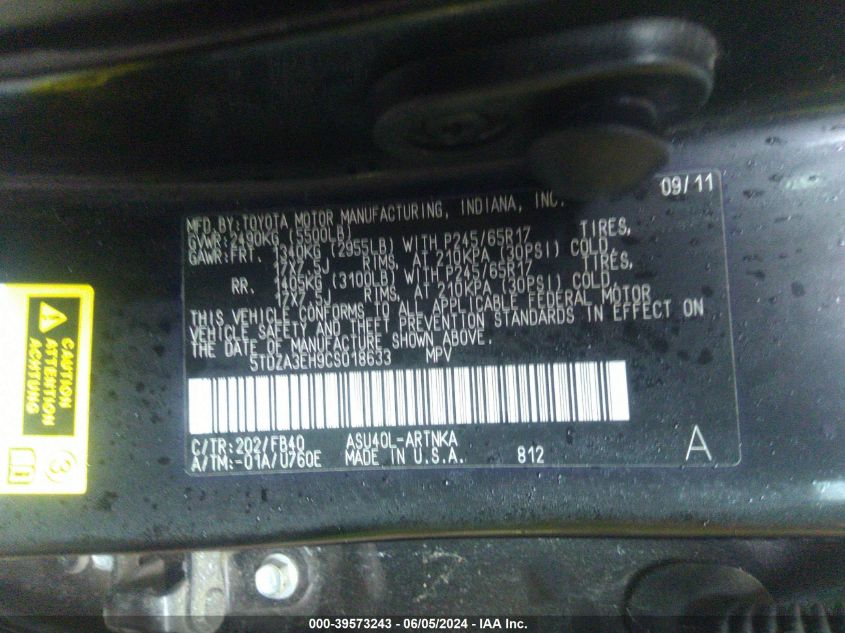 09/11
MFD. BY: TOYOTA MOTOR MANUFACTURING, INDIANA, INC.
GVWR: 2490KG (5500LB)
GAWR: FRT. 1340KG (2955LB) WITH P245/65R17 TIRES,
17X7.5J RIMS, AT 210KPA (30PSI) COLD,
RR. 1405KG (3100LB) WITH P245/65R17 TIRES,
17X7.5J RIMS, AT 210KPA (30PSI) COLD,
THIS VEHICLE CONFORMS TO ALL APPLICABLE FEDERAL MOTOR
VEHICLE SAFETY AND THEFT PREVENTION STANDARDS IN EFFECT ON
THE DATE OF MANUFACTURE SHOWN ABOVE.
5TDZA3EH9CS018633 MPV
C/TR: 202/FB40 ASU40L-ARTNKA
A/TM: -01A/U760E MADE IN U.S.A. 812 A
CAUTION
ATTENTION
ACHTUNG
000-39573243 - 06/05/2024 - IAA Inc.